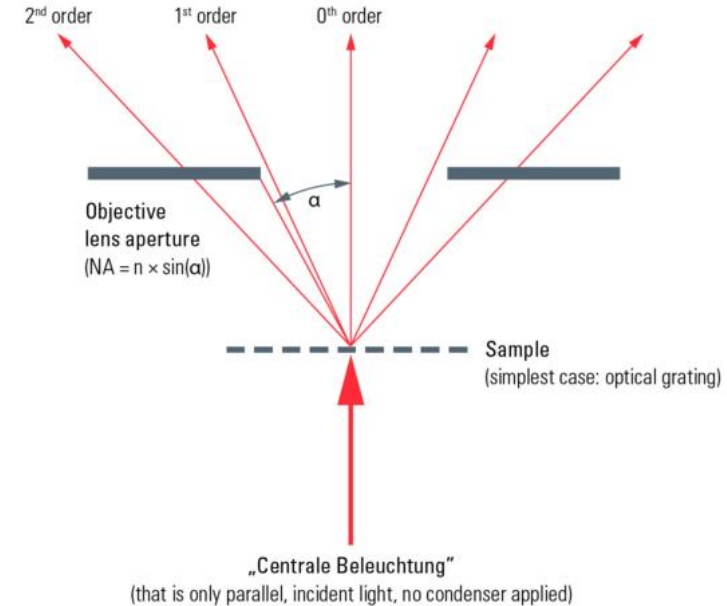 2nd order
1st order
0th order
α
Objective
lens aperture
(NA = n × sin(α))
Sample
(simplest case: optical grating)
„Centrale Beleuchtung”
(that is only parallel, incident light, no condenser applied)